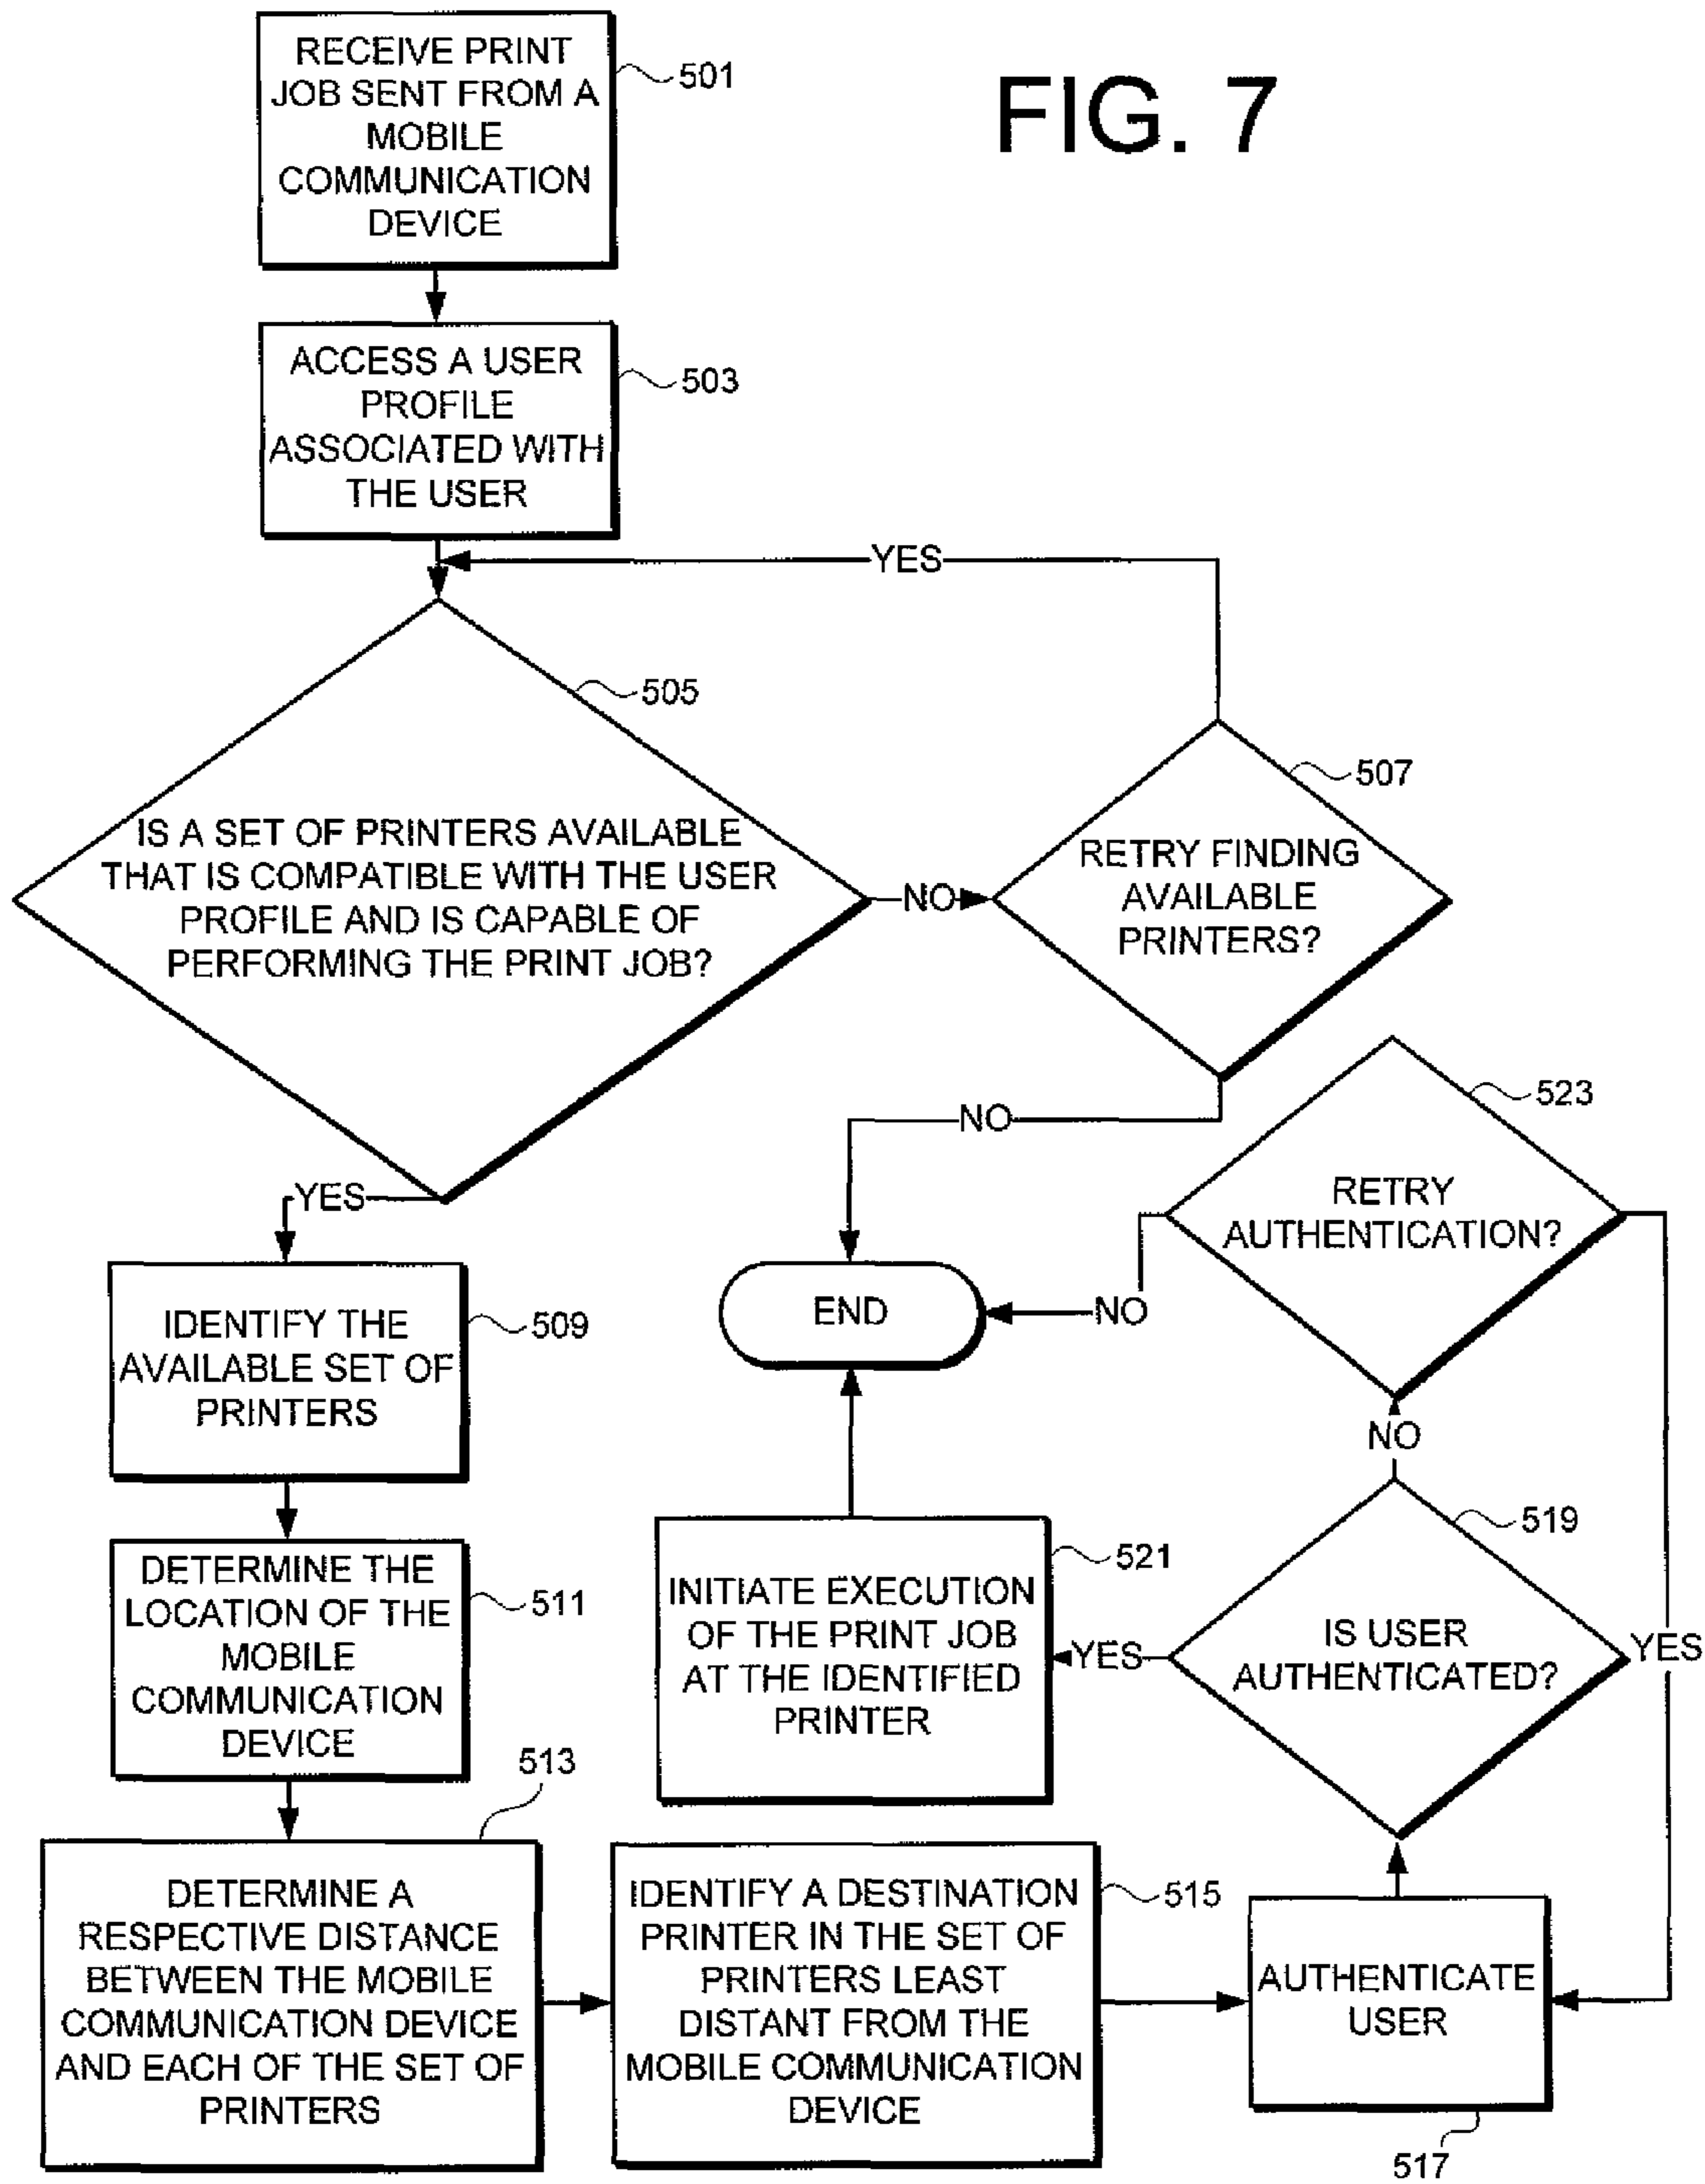 FIG. 7
RECEIVE PRINT
JOB SENT FROM A
MOBILE
COMMUNICATION
DEVICE
501
ACCESS A USER
PROFILE
ASSOCIATED WITH
THE USER
503
YES
505
IS A SET OF PRINTERS AVAILABLE
THAT IS COMPATIBLE WITH THE USER
PROFILE AND IS CAPABLE OF
PERFORMING THE PRINT JOB?
NO
507
RETRY FINDING
AVAILABLE
PRINTERS?
NO
YES
523
RETRY
AUTHENTICATION?
NO
END
509
IDENTIFY THE
AVAILABLE SET OF
PRINTERS
NO
519
IS USER
AUTHENTICATED?
YES
YES
521
INITIATE EXECUTION
OF THE PRINT JOB
AT THE IDENTIFIED
PRINTER
DETERMINE THE
LOCATION OF THE
MOBILE
COMMUNICATION
DEVICE
511
513
DETERMINE A
RESPECTIVE DISTANCE
BETWEEN THE MOBILE
COMMUNICATION DEVICE
AND EACH OF THE SET OF
PRINTERS
IDENTIFY A DESTINATION
PRINTER IN THE SET OF
PRINTERS LEAST
DISTANT FROM THE
MOBILE COMMUNICATION
DEVICE
515
AUTHENTICATE
USER
517